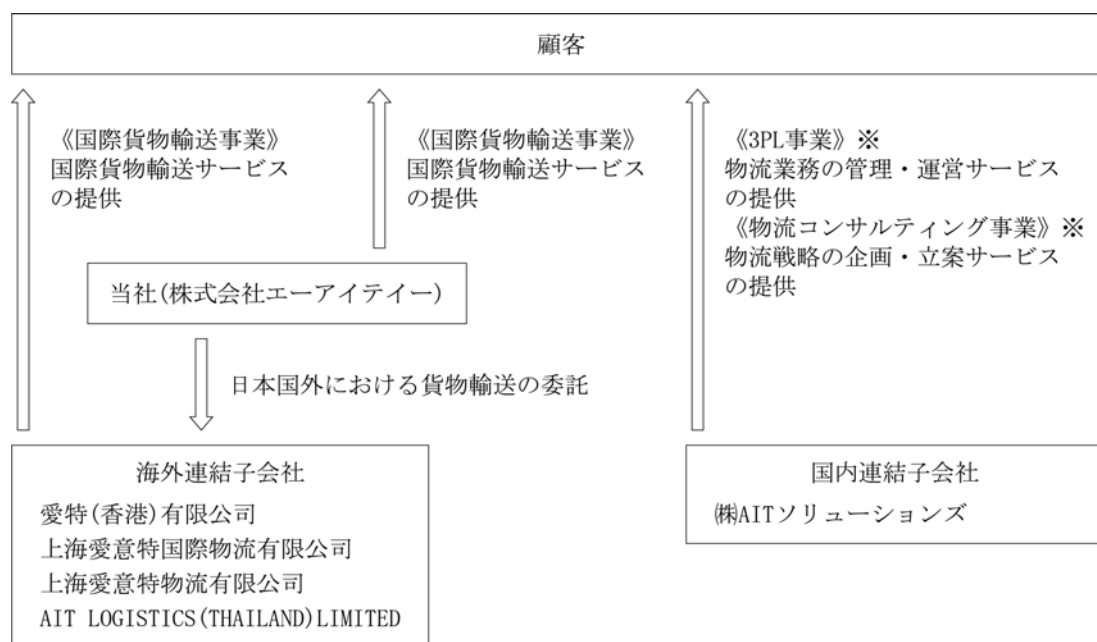 顧客
《国際貨物輸送事業》
国際貨物輸送サービス
の提供
《国際貨物輸送事業》
国際貨物輸送サービス
の提供
《3PL事業》※
物流業務の管理・運営サービス
の提供
《物流コンサルティング事業》※
物流戦略の企画・立案サービス
の提供
当社(株式会社エーアイテイー)
日本国外における貨物輸送の委託
海外連結子会社
愛特(香港)有限公司
上海愛意特国際物流有限公司
上海愛意特物流有限公司
AIT LOGISTICS(THAILAND)LIMITED
国内連結子会社
㈱AITソリューションズ